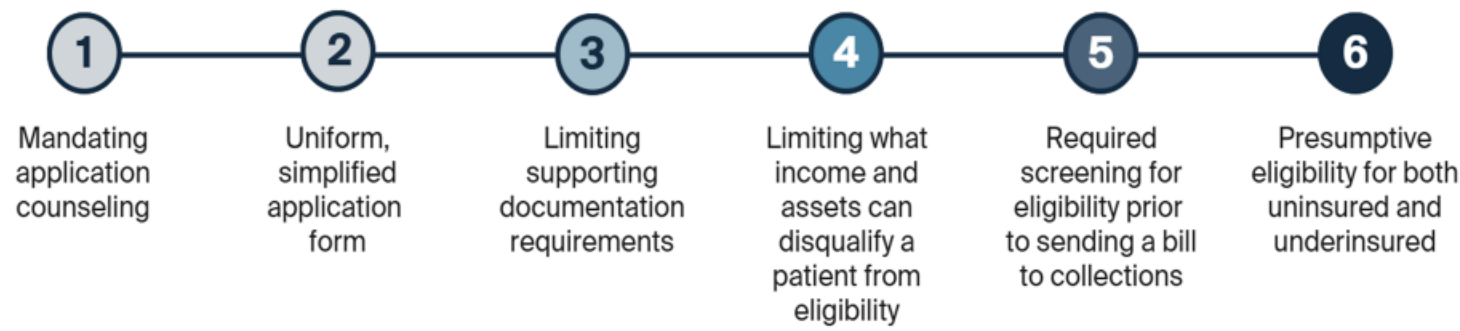 1
Mandating
application
counseling
2
Uniform,
simplified
application
form
3
Limiting
supporting
documentation
requirements
4
Limiting what
income and
assets can
disqualify a
patient from
eligibility
5
Required
screening for
eligibility prior
to sending a bill
to collections
6
Presumptive
eligibility for both
uninsured and
underinsured